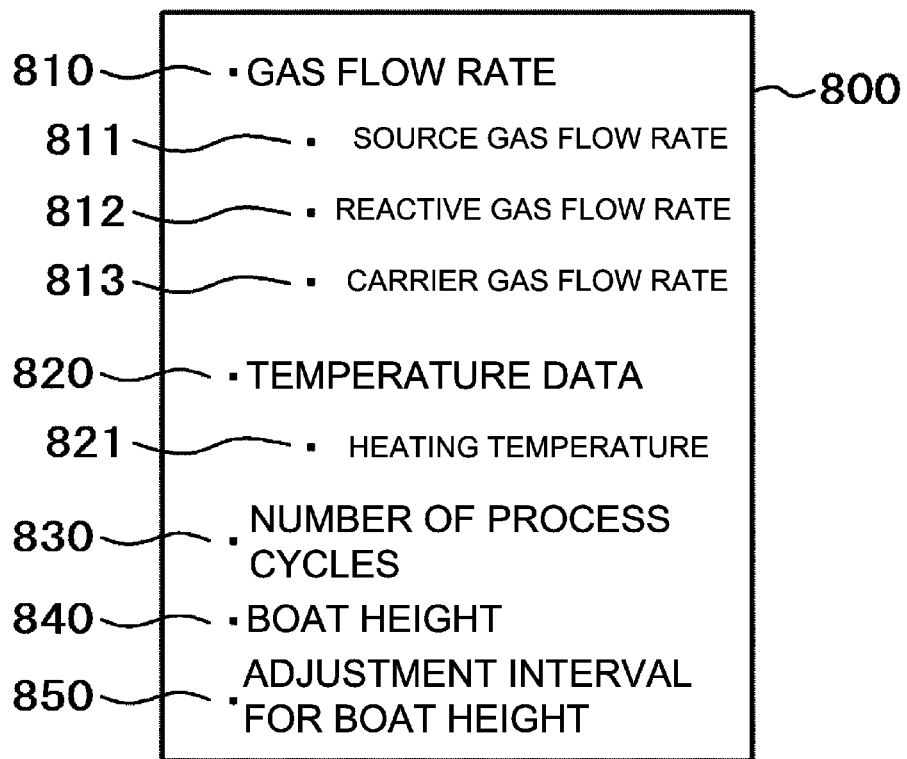 810 · GAS FLOW RATE
800
811 · SOURCE GAS FLOW RATE
812 · REACTIVE GAS FLOW RATE
813 · CARRIER GAS FLOW RATE
820 · TEMPERATURE DATA
821 · HEATING TEMPERATURE
830 · NUMBER OF PROCESS
CYCLES
840 · BOAT HEIGHT
850 · ADJUSTMENT INTERVAL
FOR BOAT HEIGHT